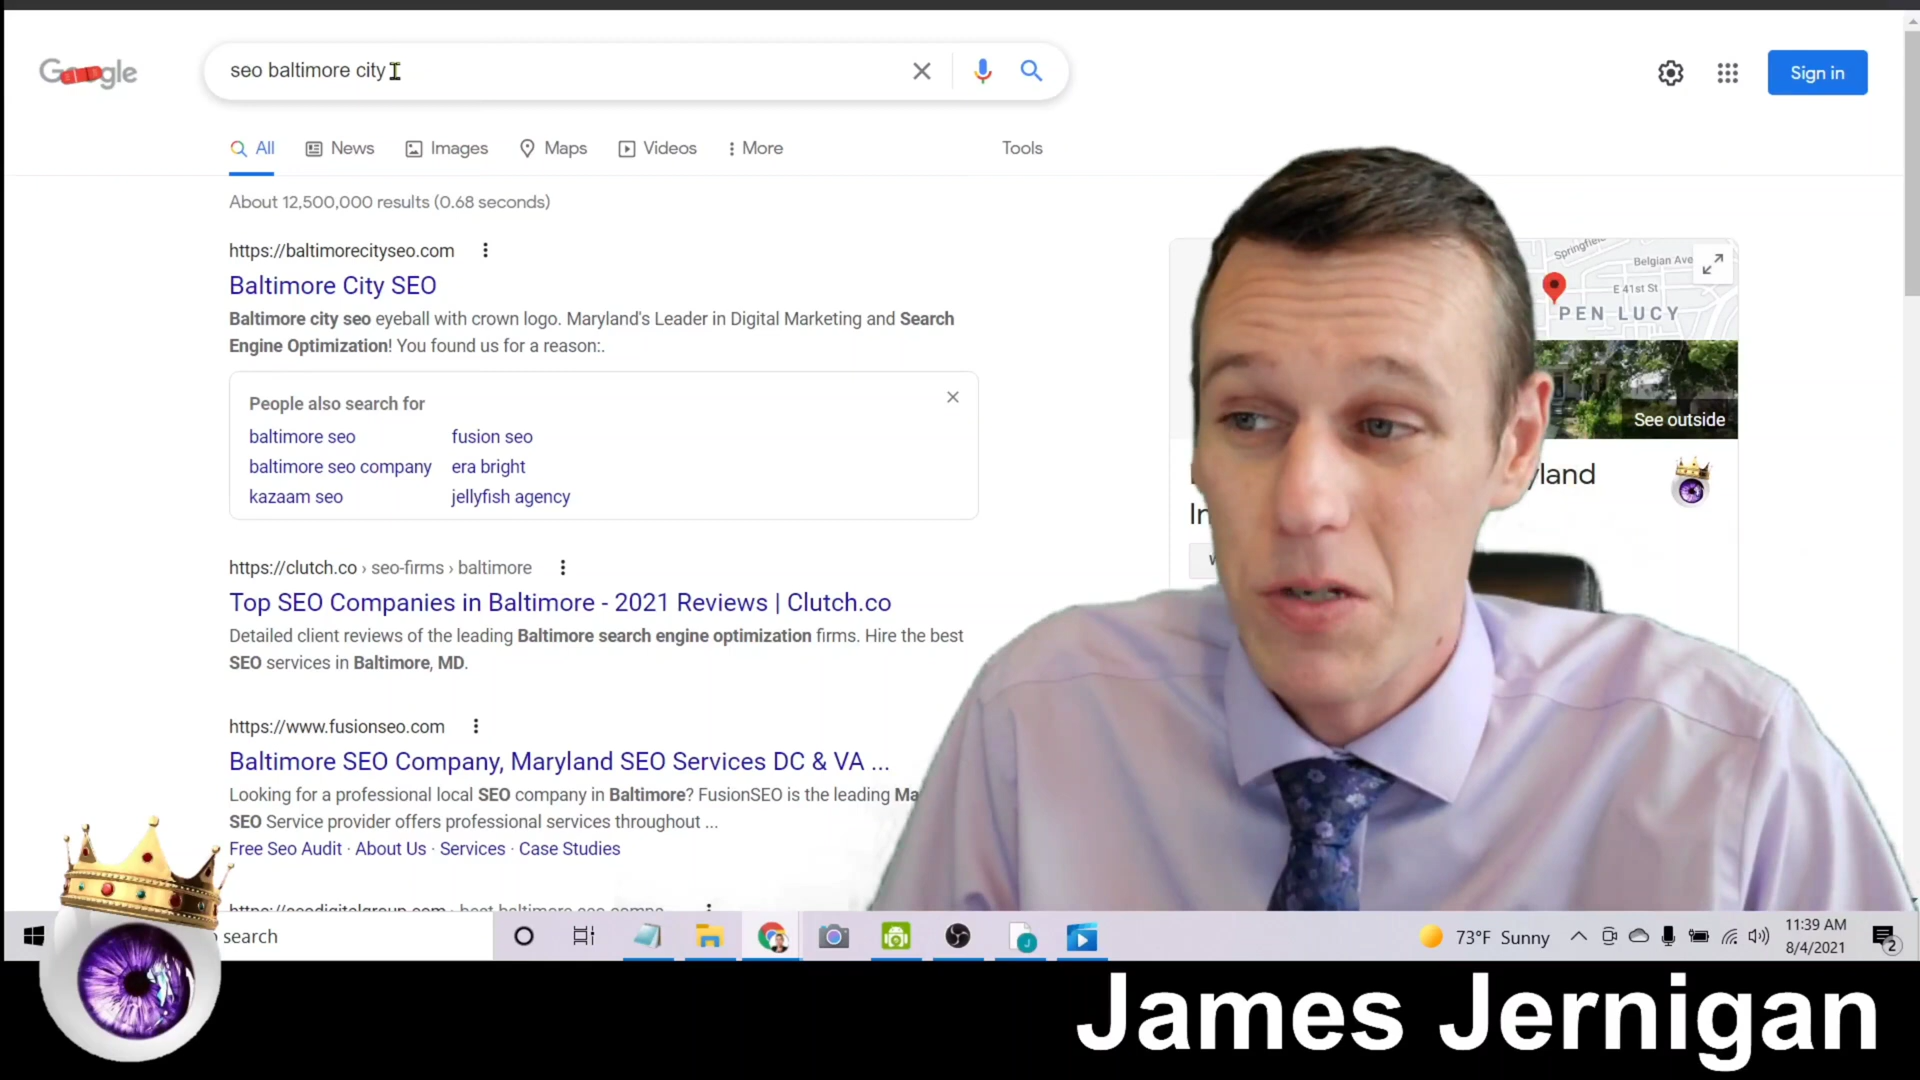 Google
seo baltimore city
Sign in
All
News
Images
Maps
Videos
More
Tools
About 12,500,000 results (0.68 seconds)
https://baltimorecityseo.com
Baltimore City SEO
Baltimore city seo eyeball with crown logo. Maryland's Leader in Digital Marketing and Search
Engine Optimization! You found us for a reason:.
People also search for
baltimore seo
fusion seo
baltimore seo company
era bright
kazaam seo
jellyfish agency
https://clutch.co › seo-firms › baltimore
Top SEO Companies in Baltimore - 2021 Reviews | Clutch.co
Detailed client reviews of the leading Baltimore search engine optimization firms. Hire the best
SEO services in Baltimore, MD.
https://www.fusionseo.com
Baltimore SEO Company, Maryland SEO Services DC & VA ...
Looking for a professional local SEO company in Baltimore? FusionSEO is the leading Ma
SEO Service provider offers professional services throughout ...
Free Seo Audit · About Us · Services · Case Studies
Springfie
Belgian Ave
E 41st St
PEN LUCY
See outside
yland
In
search
73°F Sunny
11:39 AM
8/4/2021
2
James Jernigan